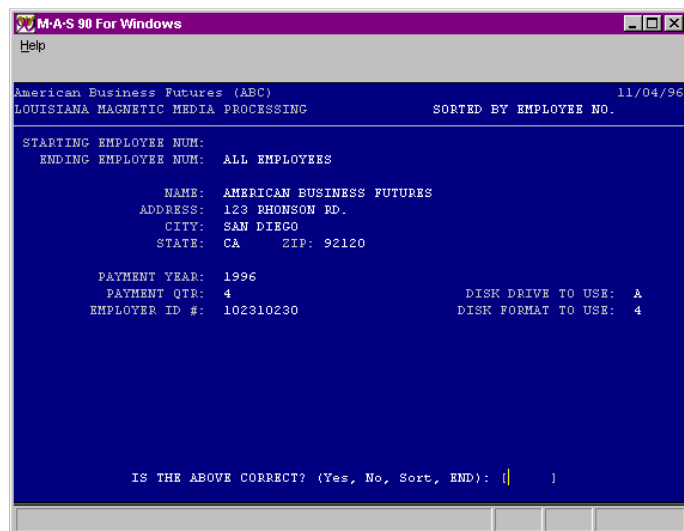 M·A·S 90 For Windows
Help
American Business Futures (ABC) 11/04/96
LOUISIANA MAGNETIC MEDIA PROCESSING SORTED BY EMPLOYEE NO.
STARTING EMPLOYEE NUM:
ENDING EMPLOYEE NUM: ALL EMPLOYEES
NAME: AMERICAN BUSINESS FUTURES
ADDRESS: 123 RHONSON RD.
CITY: SAN DIEGO
STATE: CA ZIP: 92120
PAYMENT YEAR: 1996
PAYMENT QTR: 4 DISK DRIVE TO USE: A
EMPLOYER ID #: 102310230 DISK FORMAT TO USE: 4
IS THE ABOVE CORRECT? (Yes, No, Sort, END): [ ]